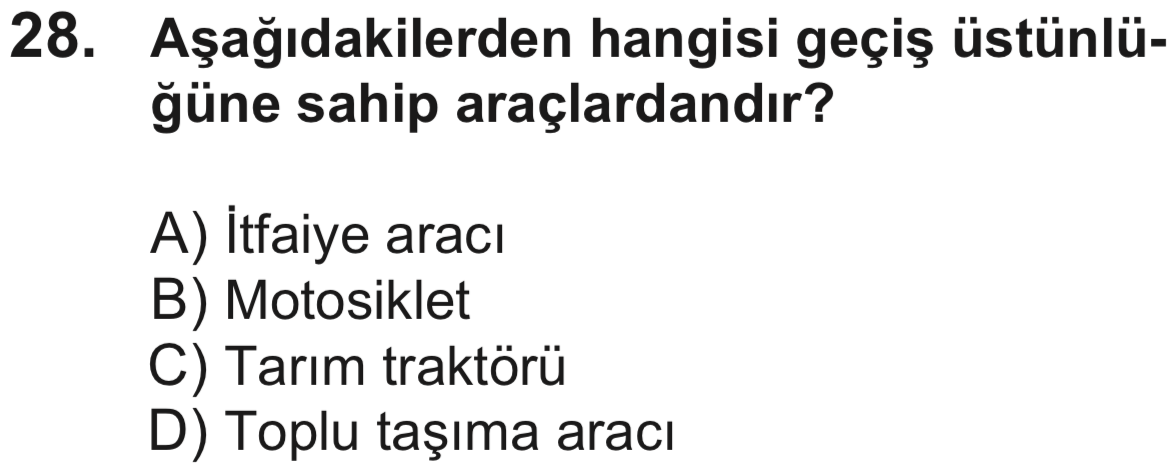 28. Aşağıdakilerden hangisi geçiş üstünlü-
ğüne sahip araçlardandır?
A) İtfaiye aracı
B) Motosiklet
C) Tarım traktörü
D) Toplu taşıma aracı